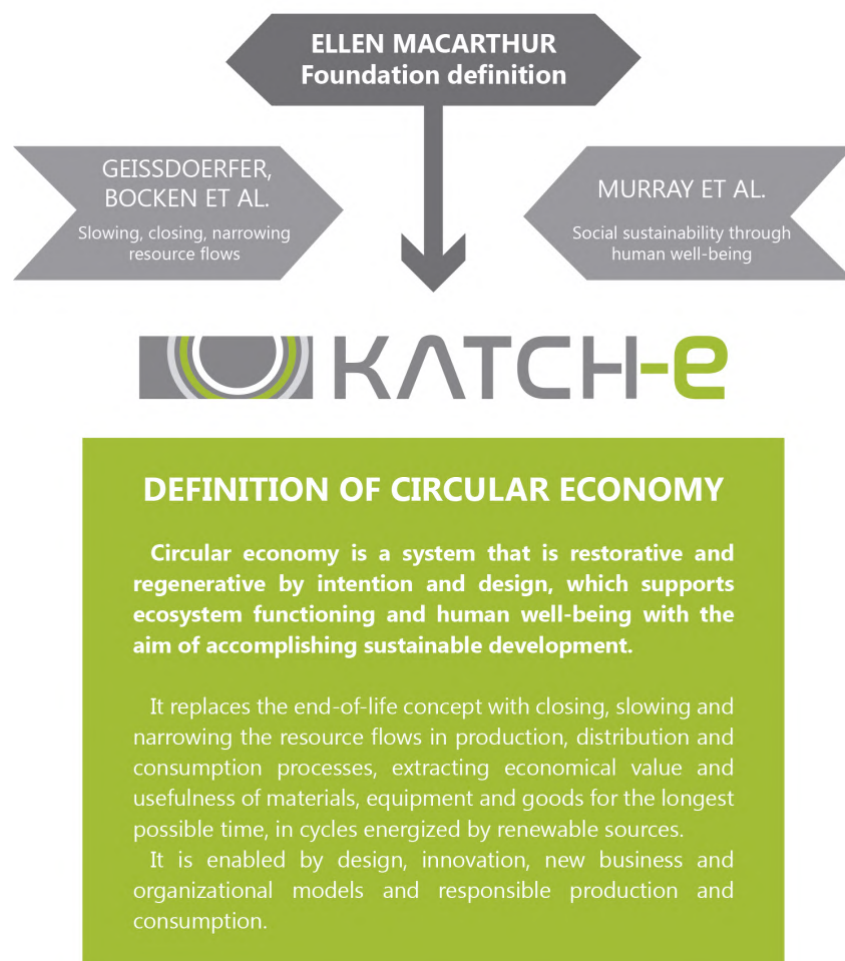 ELLEN MACARTHUR
Foundation definition
GEISSDOERFER,
BOCKEN ET AL.
Slowing, closing, narrowing
resource flows
MURRAY ET AL.
Social sustainability through
human well-being
KATCH-e
DEFINITION OF CIRCULAR ECONOMY
Circular economy is a system that is restorative and
regenerative by intention and design, which supports
ecosystem functioning and human well-being with the
aim of accomplishing sustainable development.
It replaces the end-of-life concept with closing, slowing and
narrowing the resource flows in production, distribution and
consumption processes, extracting economical value and
usefulness of materials, equipment and goods for the longest
possible time, in cycles energized by renewable sources.
It is enabled by design, innovation, new business and
organizational models and responsible production and
consumption.